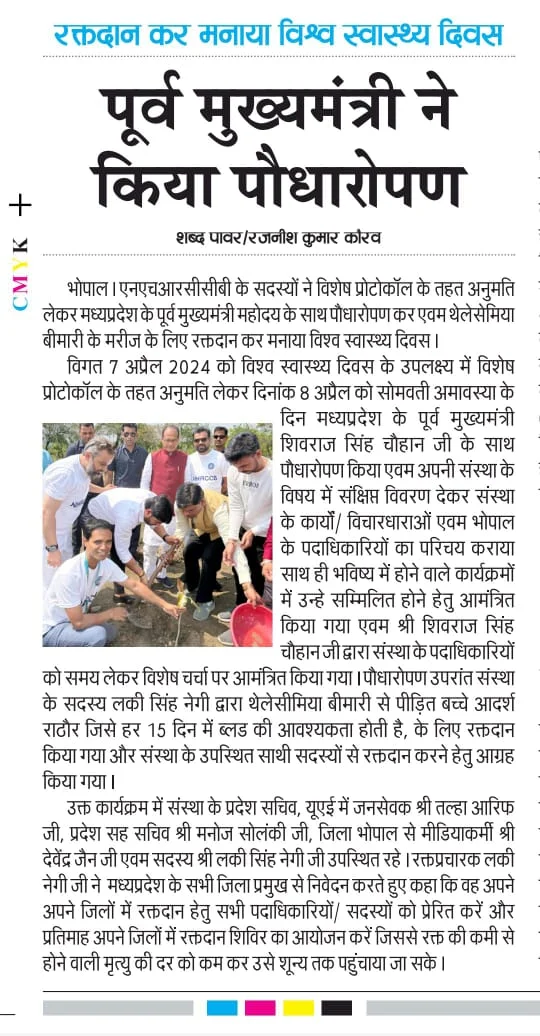 रक्तदान कर मनाया विश्व स्वास्थ्य दिवस
पूर्व मुख्यमंत्री ने
किया पौधारोपण
शब्द पावर/रजनीश कुमार कौरव
भोपाल। एनएचआरसीसीबी के सदस्यों ने विशेष प्रोटोकॉल के तहत अनुमति
लेकर मध्यप्रदेश के पूर्व मुख्यमंत्री महोदय के साथ पौधारोपण कर एवम थेलेसेमिया
बीमारी के मरीज के लिए रक्तदान कर मनाया विश्व स्वास्थ्य दिवस।
विगत 7 अप्रैल 2024 को विश्व स्वास्थ्य दिवस के उपलक्ष्य में विशेष
प्रोटोकॉल के तहत अनुमति लेकर दिनांक 8 अप्रैल को सोमवती अमावस्या के
दिन मध्यप्रदेश के पूर्व मुख्यमंत्री
शिवराज सिंह चौहान जी के साथ
पौधारोपण किया एवम अपनी संस्था के
विषय में संक्षिप्त विवरण देकर संस्था
के कार्यों/ विचारधाराओं एवम भोपाल
के पदाधिकारियों का परिचय कराया
साथ ही भविष्य में होने वाले कार्यक्रमों
में उन्हे सम्मिलित होने हेतु आमंत्रित
किया गया एवम श्री शिवराज सिंह
चौहान जी द्वारा संस्था के पदाधिकारियों
को समय लेकर विशेष चर्चा पर आमंत्रित किया गया। पौधारोपण उपरांत संस्था
के सदस्य लकी सिंह नेगी द्वारा थेलेसीमिया बीमारी से पीड़ित बच्चे आदर्श
राठौर जिसे हर 15 दिन में ब्लड की आवश्यकता होती है, के लिए रक्तदान
किया गया और संस्था के उपस्थित साथी सदस्यों से रक्तदान करने हेतु आग्रह
किया गया।
उक्त कार्यक्रम में संस्था के प्रदेश सचिव, यूएई में जनसेवक श्री तल्हा आरिफ
जी, प्रदेश सह सचिव श्री मनोज सोलंकी जी, जिला भोपाल से मीडियाकर्मी श्री
देवेंद्र जैन जी एवम सदस्य श्री लकी सिंह नेगी जी उपस्थित रहे। रक्तप्रचारक लकी
नेगी जी ने मध्यप्रदेश के सभी जिला प्रमुख से निवेदन करते हुए कहा कि वह अपने
अपने जिलों में रक्तदान हेतु सभी पदाधिकारियों/ सदस्यों को प्रेरित करें और
प्रतिमाह अपने जिलों में रक्तदान शिविर का आयोजन करें जिससे रक्त की कमी से
होने वाली मृत्यु की दर को कम कर उसे शून्य तक पहुंचाया जा सके।
CMYK